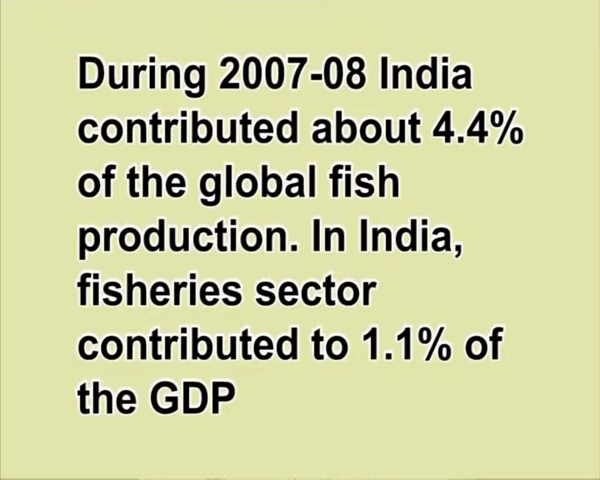 During 2007-08 India
contributed about 4.4%
of the global fish
production. In India,
fisheries sector
contributed to 1.1% of
the GDP